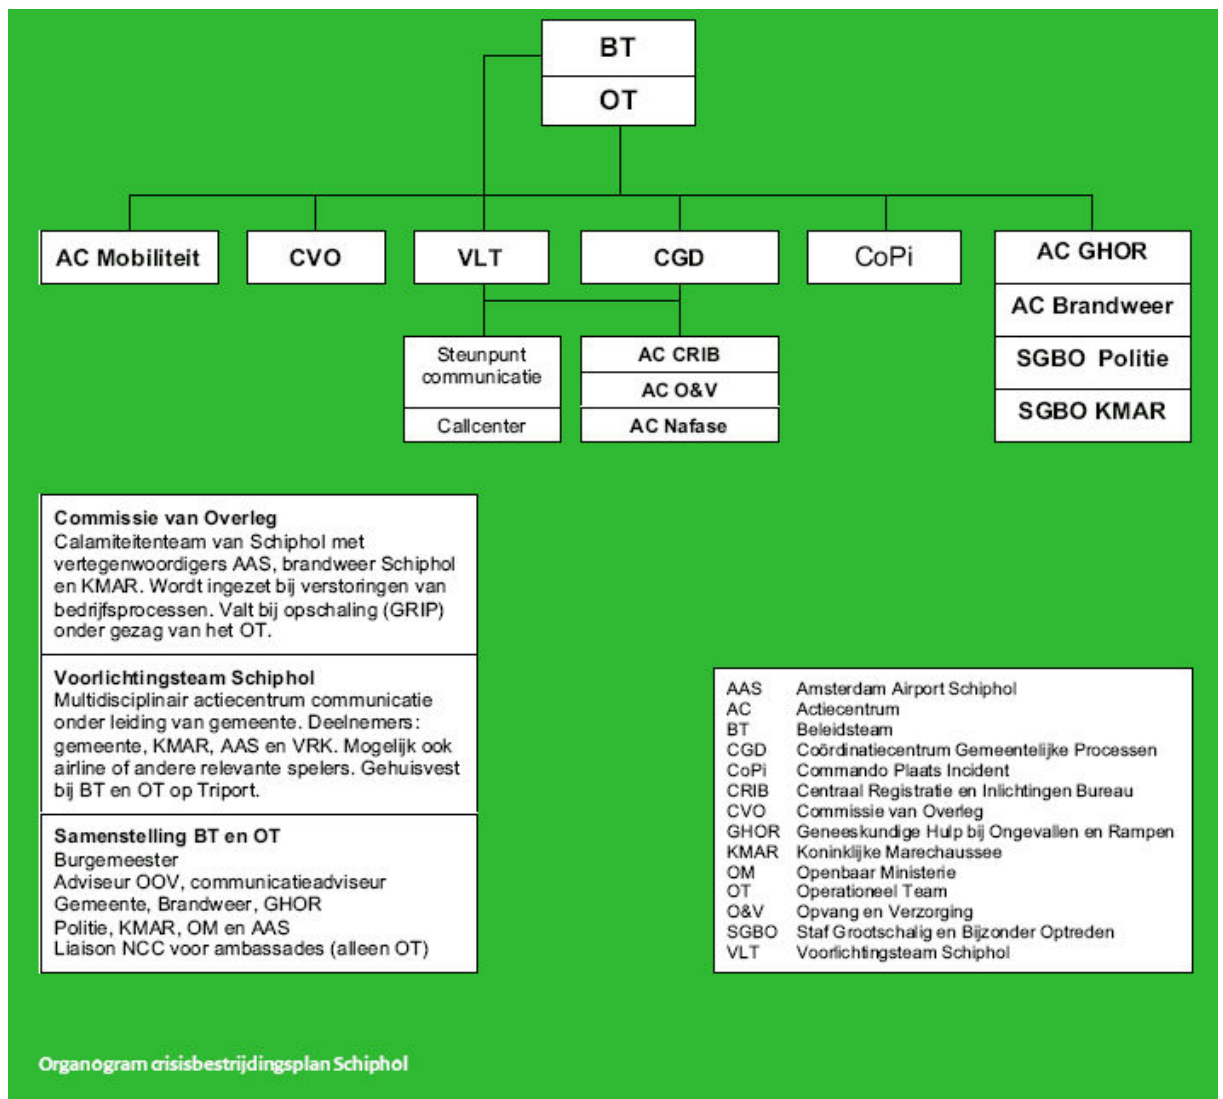 BT
OT
AC Mobiliteit
CVO
VLT
CGD
CoPi
AC GHOR
AC Brandweer
SGBO Politie
SGBO KMAR
Steunpunt
communicatie
Callcenter
AC CRIB
AC O&V
AC Nafase
Commissie van Overleg
Calamiteitenteam van Schiphol met
vertegenwoordigers AAS, brandweer Schiphol
en KMAR. Wordt ingezet bij verstoringen van
bedrijfsprocessen. Valt bij opschaling (GRIP)
onder gezag van het OT.
Voorlichtingsteam Schiphol
Multidisciplinair actiecentrum communicatie
onder leiding van gemeente. Deelnemers:
gemeente, KMAR, AAS en VRK. Mogelijk ook
airline of andere relevante spelers. Gehuisvest
bij BT en OT op Triport.
Samenstelling BT en OT
Burgemeester
Adviseur OOV, communicatieadviseur
Gemeente, Brandweer, GHOR
Politie, KMAR, OM en AAS
Liaison NCC voor ambassades (alleen OT)
AAS Amsterdam Airport Schiphol
AC Actiecentrum
BT Beleidsteam
CGD Coördinatiecentrum Gemeentelijke Processen
CoPi Commando Plaats Incident
CRIB Centraal Registratie en Inlichtingen Bureau
CVO Commissie van Overleg
GHOR Geneeskundige Hulp bij Ongevallen en Rampen
KMAR Koninklijke Marechaussee
OM Openbaar Ministerie
OT Operationeel Team
O&V Opvang en Verzorging
SGBO Staf Grootschalig en Bijzonder Optreden
VLT Voorlichtingsteam Schiphol
Organogram crisisbestrijdingsplan Schiphol